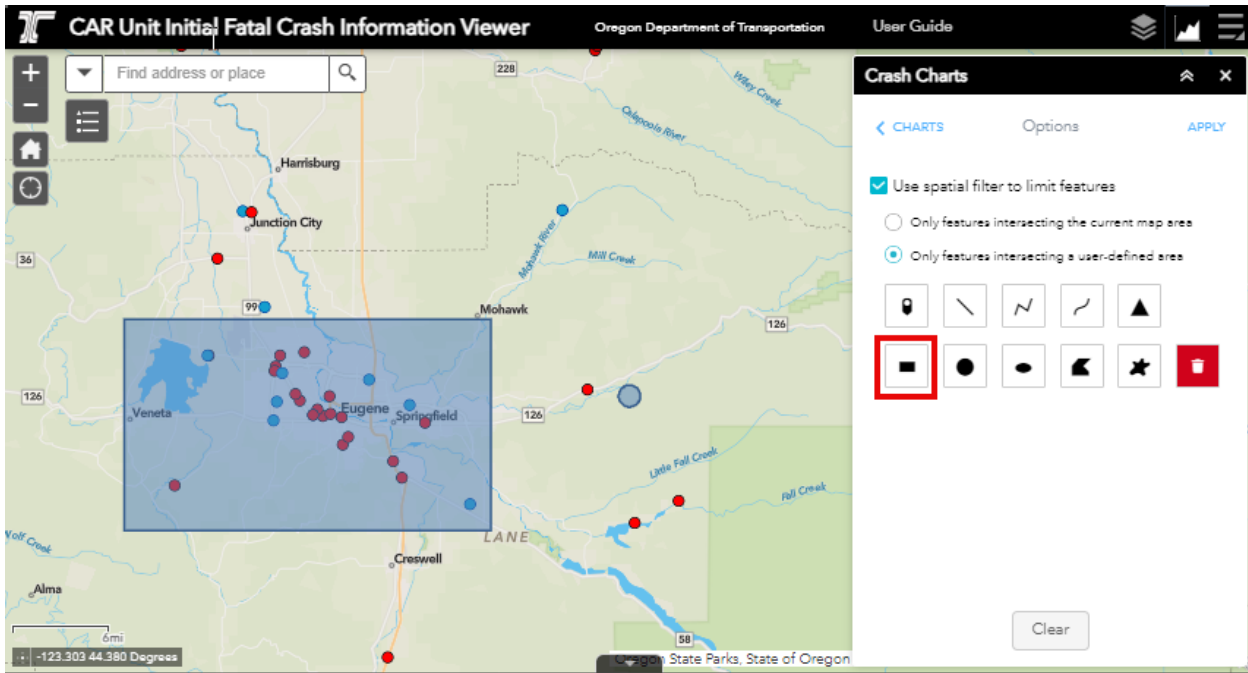 CAR Unit Initial Fatal Crash Information Viewer
Oregon Department of Transportation
User Guide
Find address or place
228
Wiley Creek
Calapooia River
Harrisburg
Junction City
36
Mohawk River
Mill Creek
99
Mohawk
126
126
Veneta
Eugene
Springfield
126
Little Fall Creek
Fall Creek
Wolf Creek
LANE
Creswell
Alma
6mi
58
-123.303 44.380 Degrees
Oregon State Parks, State of Oregon
Crash Charts
CHARTS
Options
APPLY
Use spatial filter to limit features
Only features intersecting the current map area
Only features intersecting a user-defined area
Clear